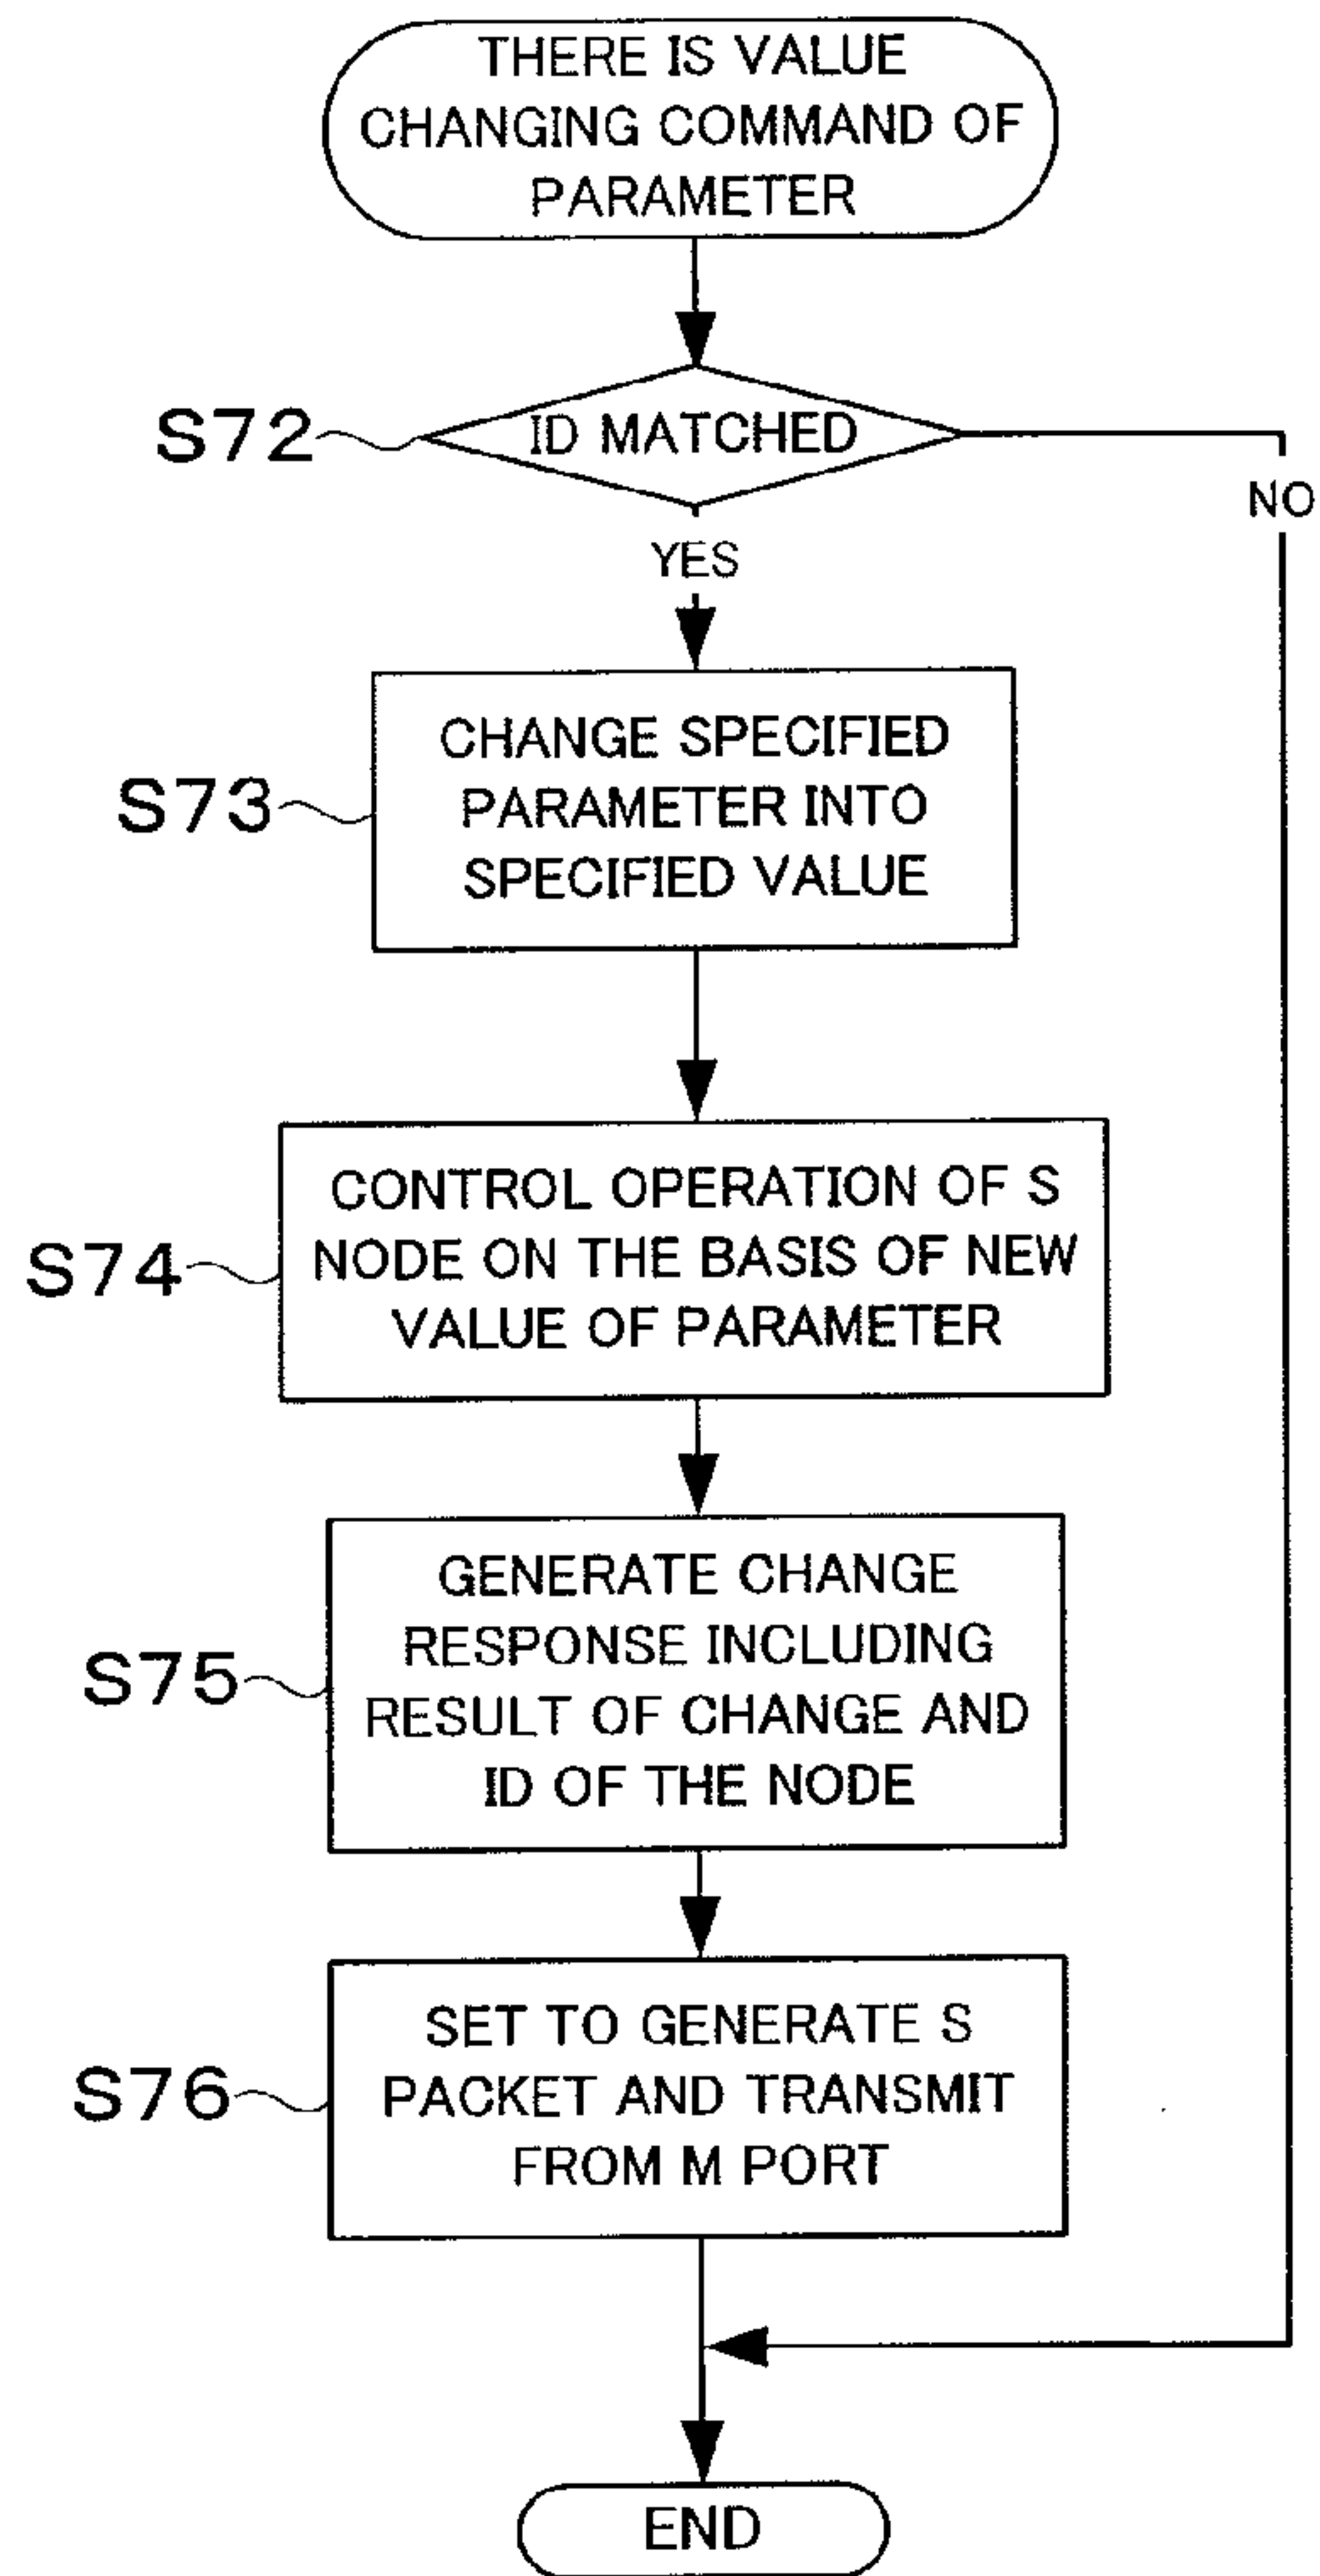 THERE IS VALUE
CHANGING COMMAND OF
PARAMETER
S72
ID MATCHED
NO
YES
S73
CHANGE SPECIFIED
PARAMETER INTO
SPECIFIED VALUE
S74
CONTROL OPERATION OF S
NODE ON THE BASIS OF NEW
VALUE OF PARAMETER
S75
GENERATE CHANGE
RESPONSE INCLUDING
RESULT OF CHANGE AND
ID OF THE NODE
S76
SET TO GENERATE S
PACKET AND TRANSMIT
FROM M PORT
END